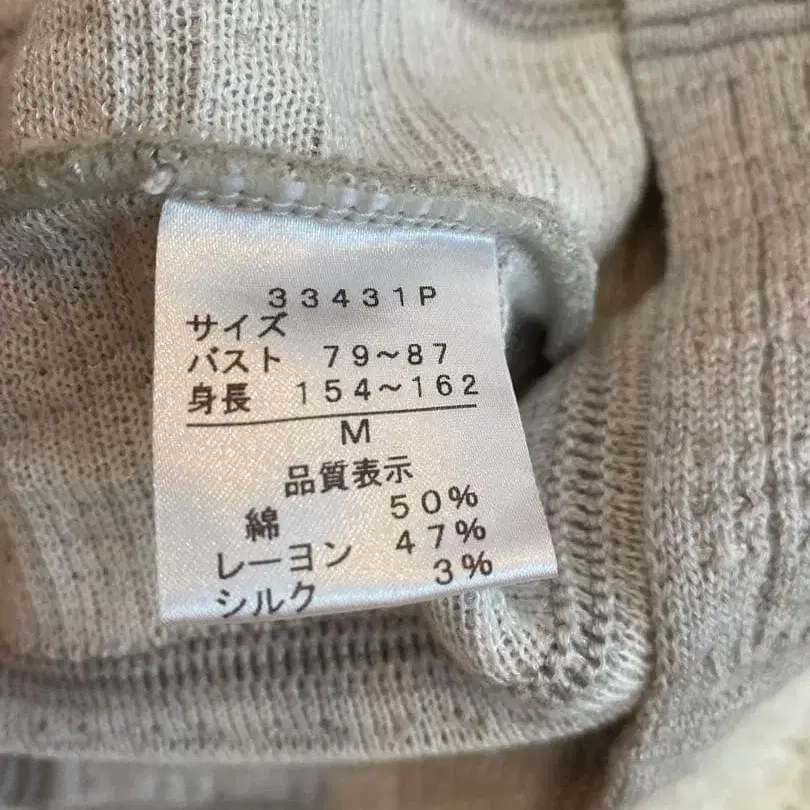 33431P
サイズ
バスト 79~87
身長 154~162
M
品質表示
綿 50%
レーヨン 47%
シルク 3%